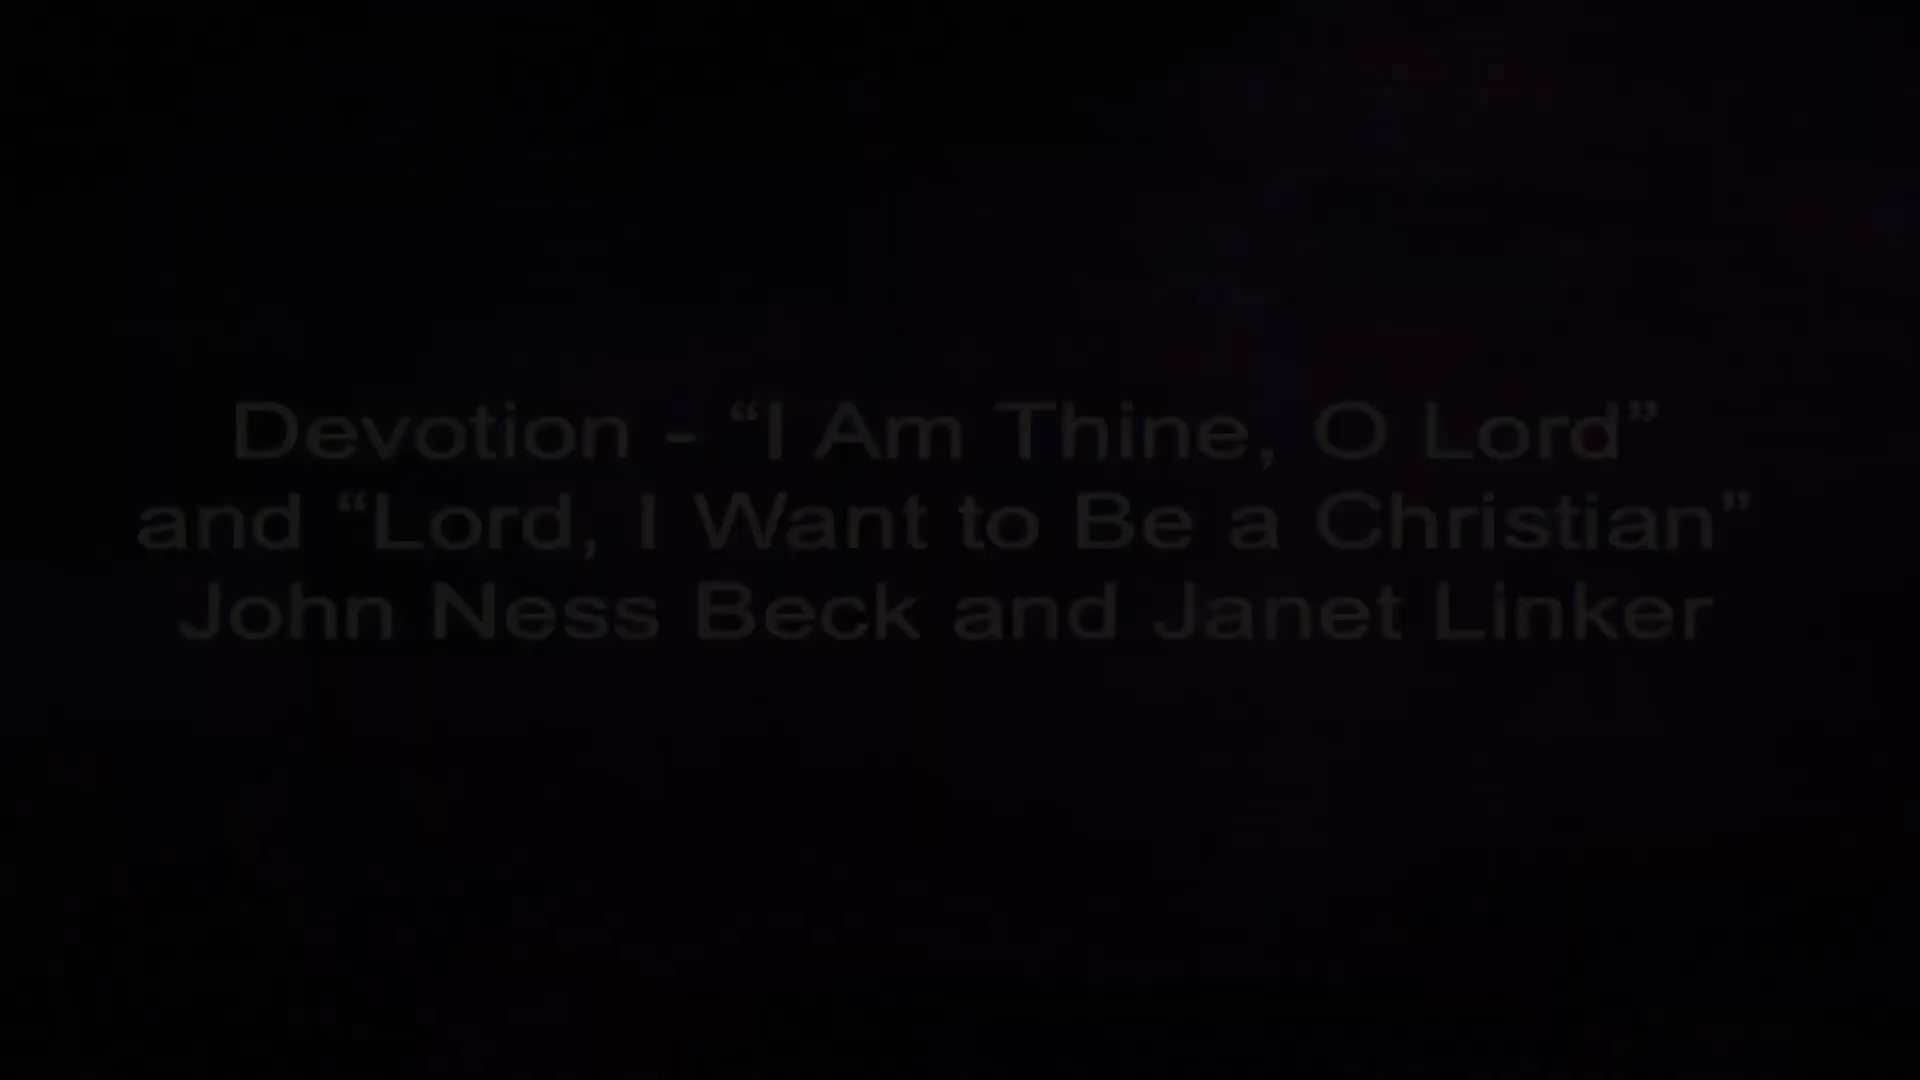 Devotion - “I Am Thine, O Lord”
and “Lord, I Want to Be a Christian”
John Ness Beck and Janet Linker